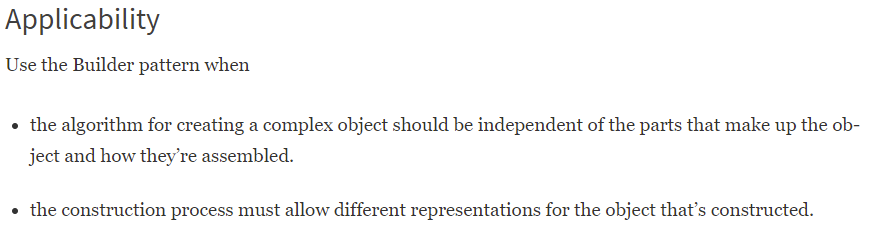 Applicability
Use the Builder pattern when
• the algorithm for creating a complex object should be independent of the parts that make up the ob-
ject and how they’re assembled.
• the construction process must allow different representations for the object that’s constructed.